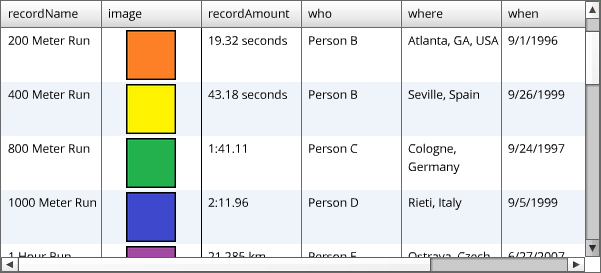 recordName image recordAmount who where when
200 Meter Run 19.32 seconds Person B Atlanta, GA, USA 9/1/1996
400 Meter Run 43.18 seconds Person B Seville, Spain 9/26/1999
800 Meter Run 1:41.11 Person C Cologne, 9/24/1997
Germany
1000 Meter Run 2:11.96 Person D Rieti, Italy 9/5/1999
1 Hour Run 21.285 km Person E Ostrava, Czech 6/27/2007